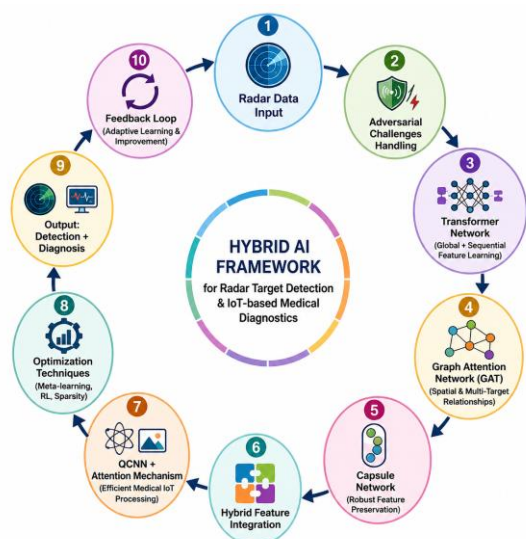 1
Radar Data
Input
2
Adversarial
Challenges
Handling
3
Transformer
Network
(Global + Sequential
Feature Learning)
4
Graph Attention
Network (GAT)
(Spatial & Multi-Target
Relationships)
5
Capsule
Network
(Robust Feature
Preservation)
6
Hybrid Feature
Integration
7
QCNN +
Attention Mechanism
(Efficient Medical IoT
Processing)
8
Optimization
Techniques
(Meta-learning,
RL, Sparsity)
9
Output:
Detection +
Diagnosis
10
Feedback Loop
(Adaptive Learning &
Improvement)
HYBRID AI
FRAMEWORK
for Radar Target Detection
& IoT-based Medical
Diagnostics